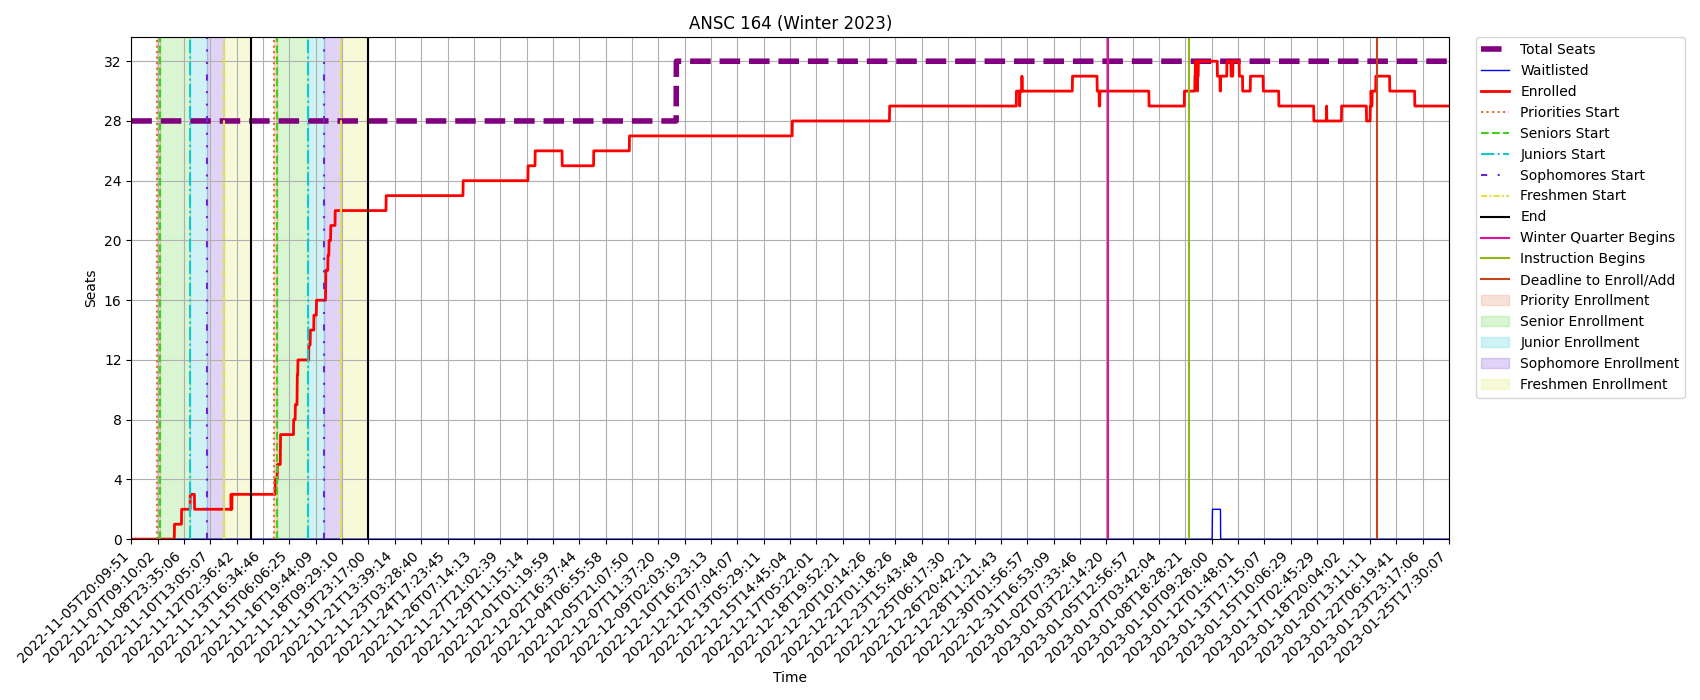 ANSC 164 (Winter 2023)
Seats
32
28
24
20
16
12
8
4
0
2022-11-05T20:09:51
2022-11-07T09:10:02
2022-11-08T23:35:06
2022-11-10T13:05:07
2022-11-12T02:36:42
2022-11-13T16:34:46
2022-11-15T06:06:25
2022-11-16T19:44:09
2022-11-18T09:29:10
2022-11-19T23:17:00
2022-11-21T13:39:14
2022-11-23T03:28:40
2022-11-24T17:23:45
2022-11-26T07:14:13
2022-11-27T21:02:39
2022-11-29T11:15:14
2022-12-01T01:19:59
2022-12-02T16:37:44
2022-12-04T06:55:58
2022-12-05T21:07:50
2022-12-07T11:37:20
2022-12-09T02:03:19
2022-12-10T16:23:13
2022-12-12T07:04:07
2022-12-13T05:29:11
2022-12-15T14:45:04
2022-12-17T05:22:01
2022-12-18T19:52:21
2022-12-20T10:14:26
2022-12-22T01:18:26
2022-12-23T15:43:48
2022-12-25T06:17:30
2022-12-26T20:42:21
2022-12-28T11:21:43
2022-12-30T01:56:57
2022-12-31T16:53:09
2023-01-02T07:33:46
2023-01-03T22:14:20
2023-01-05T12:56:57
2023-01-07T03:42:04
2023-01-08T18:28:21
2023-01-10T09:28:00
2023-01-12T01:48:01
2023-01-13T17:15:07
2023-01-15T10:06:29
2023-01-17T02:45:29
2023-01-18T20:04:02
2023-01-20T13:11:11
2023-01-22T06:19:41
2023-01-23T23:17:06
2023-01-25T17:30:07
Time
Total Seats
Waitlisted
Enrolled
Priorities Start
Seniors Start
Juniors Start
Sophomores Start
Freshmen Start
End
Winter Quarter Begins
Instruction Begins
Deadline to Enroll/Add
Priority Enrollment
Senior Enrollment
Junior Enrollment
Sophomore Enrollment
Freshmen Enrollment